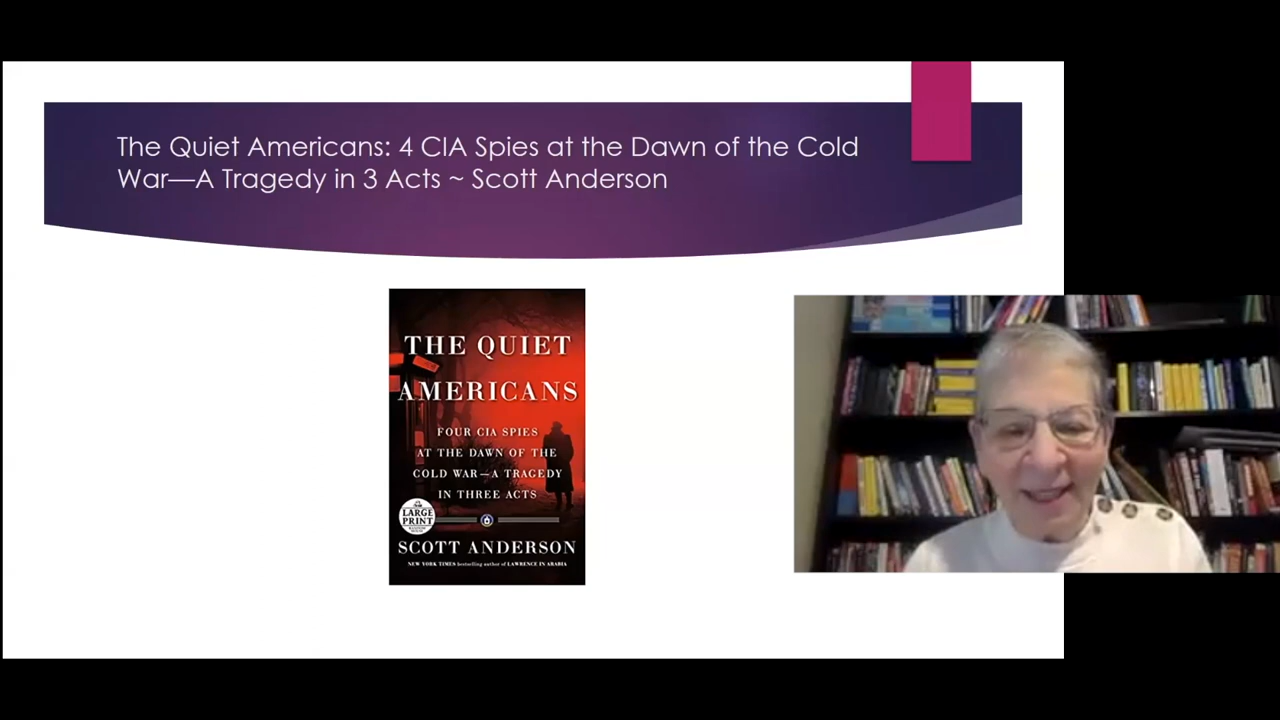 The Quiet Americans: 4 CIA Spies at the Dawn of the Cold
War—A Tragedy in 3 Acts ~ Scott Anderson
THE QUIET
AMERICANS
FOUR CIA SPIES
AT THE DAWN OF THE
COLD WAR—A TRAGEDY
IN THREE ACTS
LARGE
PRINT
SCOTT ANDERSON
NEW YORK TIMES bestselling author of LAWRENCE IN ARABIA